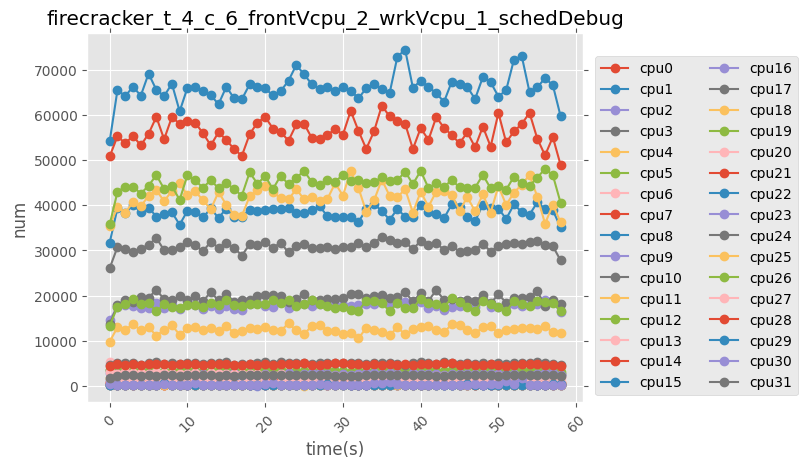 firecracker_t_4_c_6_frontVcpu_2_wrkVcpu_1_schedDebug
num
70000
60000
50000
40000
30000
20000
10000
0
0
10
20
30
40
50
60
time(s)
cpu0
cpu1
cpu2
cpu3
cpu4
cpu5
cpu6
cpu7
cpu8
cpu9
cpu10
cpu11
cpu12
cpu13
cpu14
cpu15
cpu16
cpu17
cpu18
cpu19
cpu20
cpu21
cpu22
cpu23
cpu24
cpu25
cpu26
cpu27
cpu28
cpu29
cpu30
cpu31